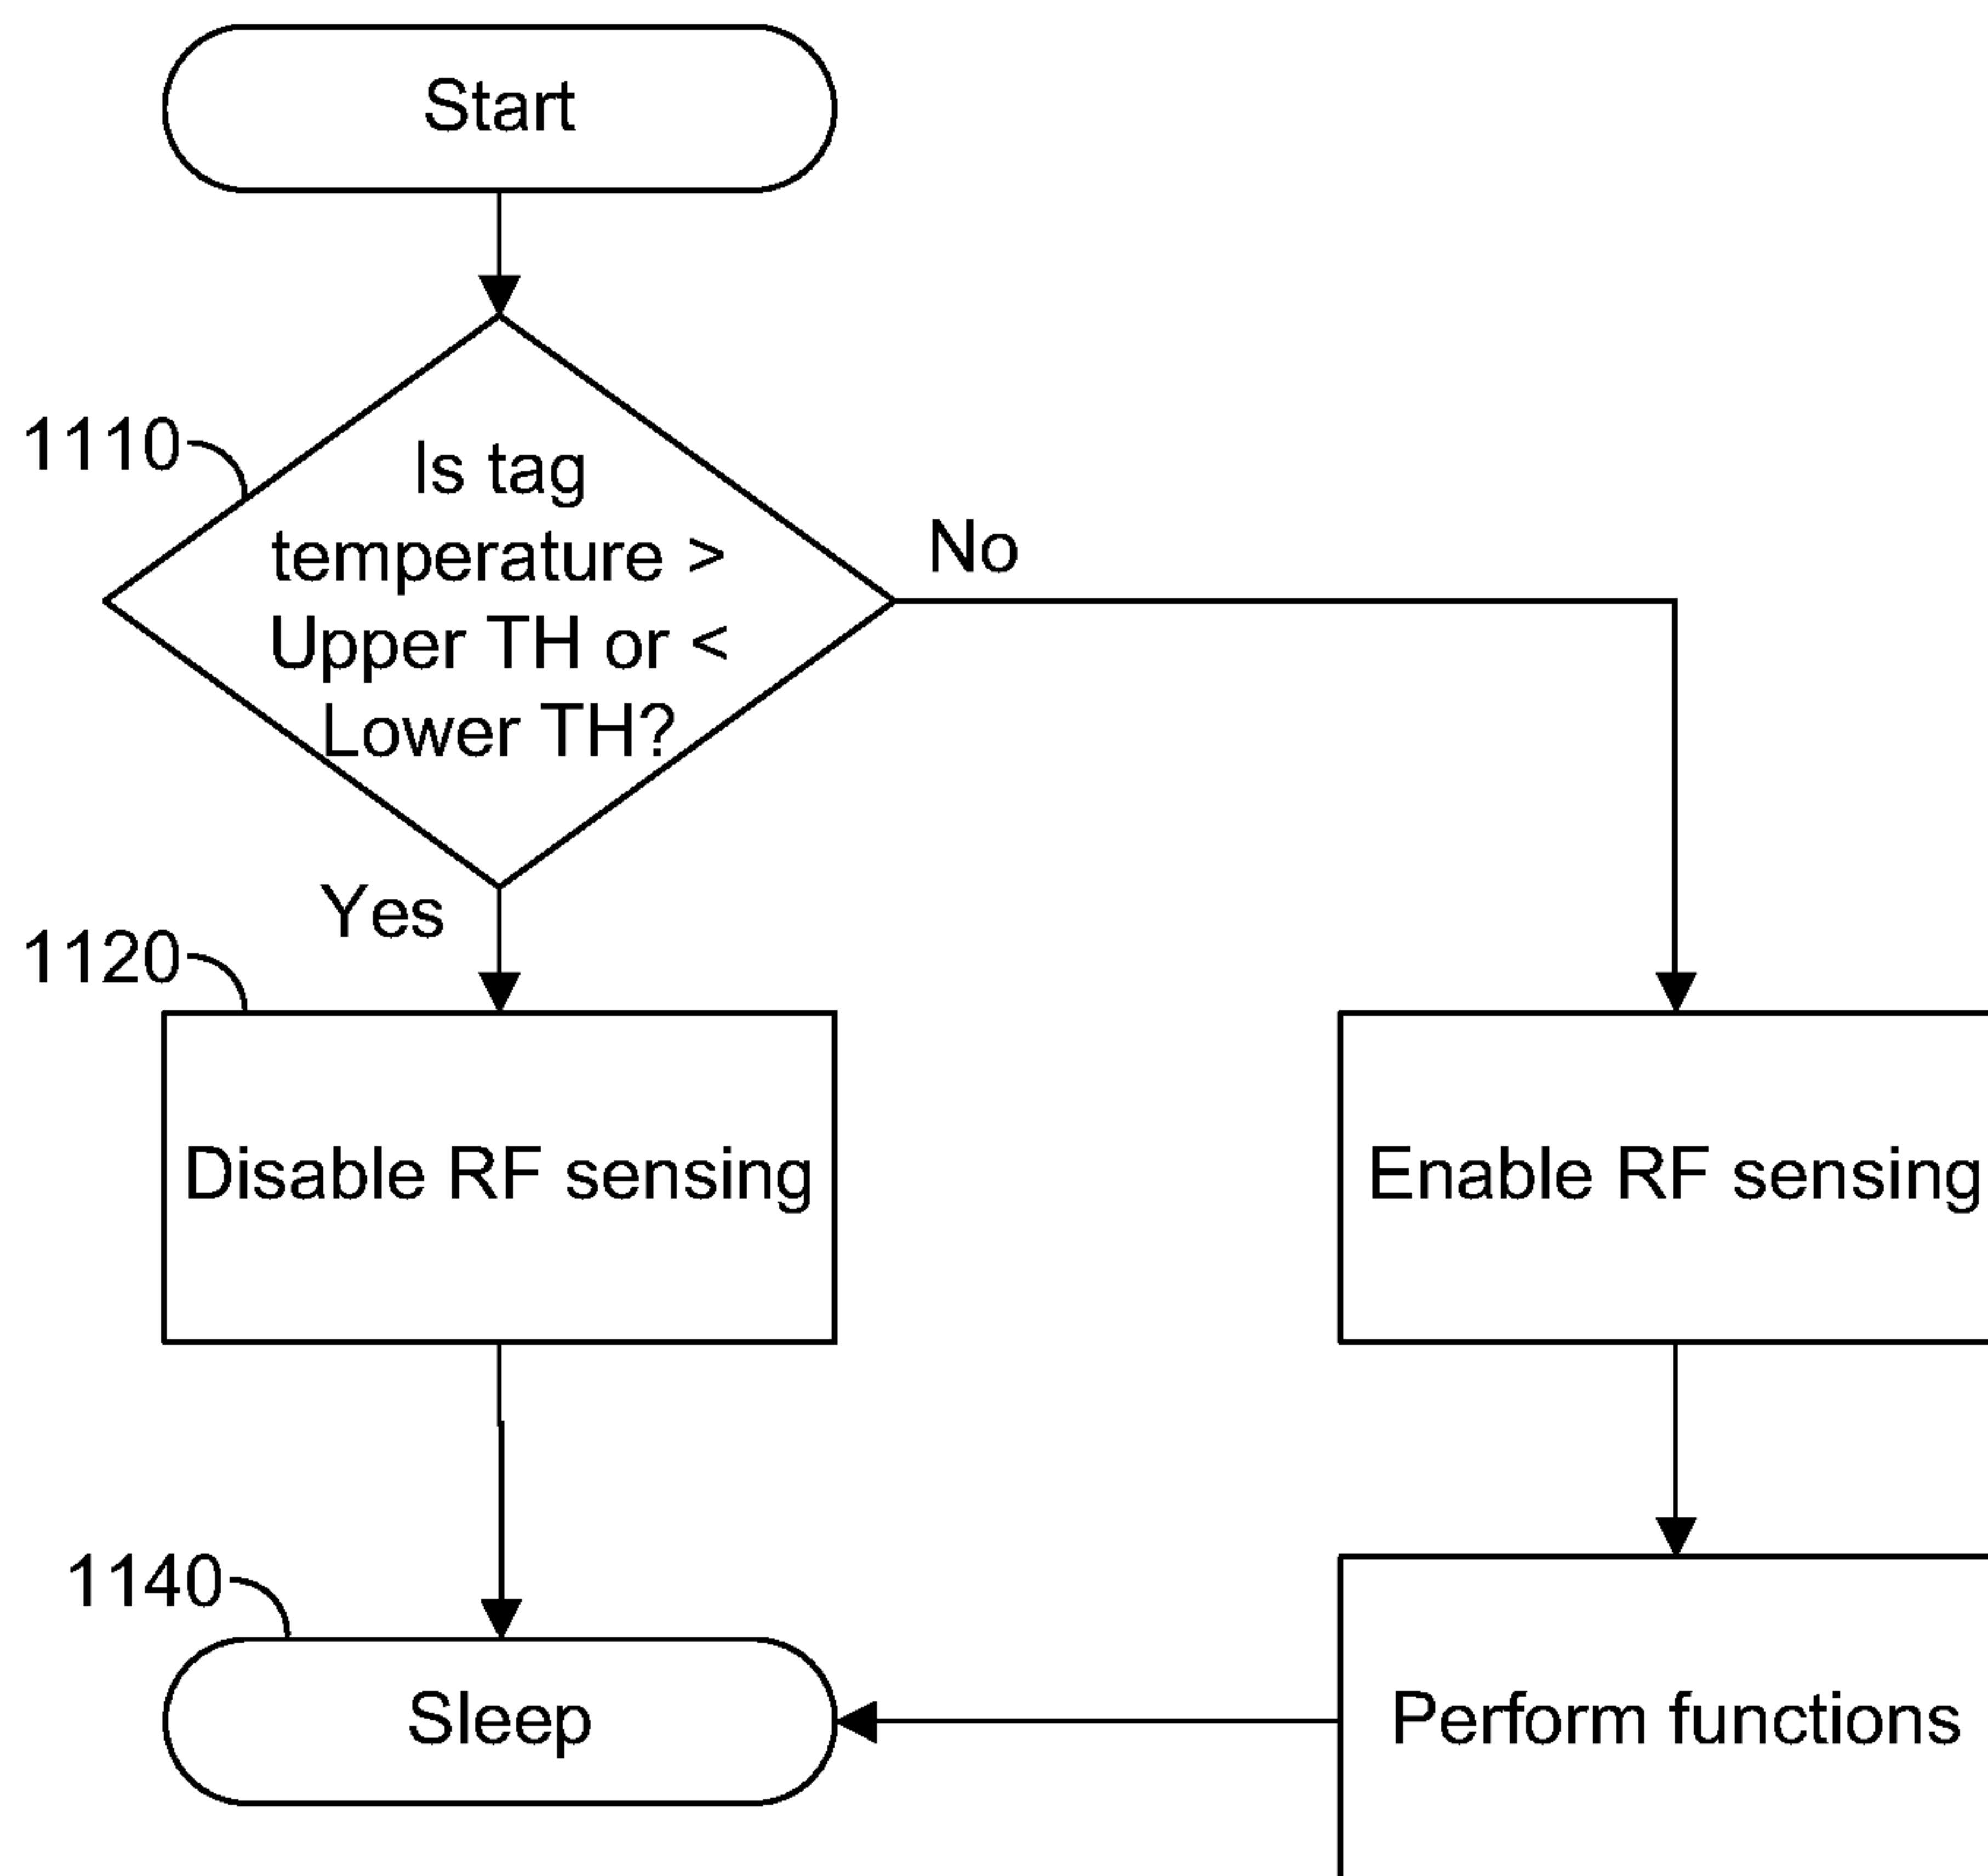 Start
1110
Is tag
temperature >
Upper TH or <
Lower TH?
No
Yes
1120
Disable RF sensing
Enable RF sensing
1140
Sleep
Perform functions